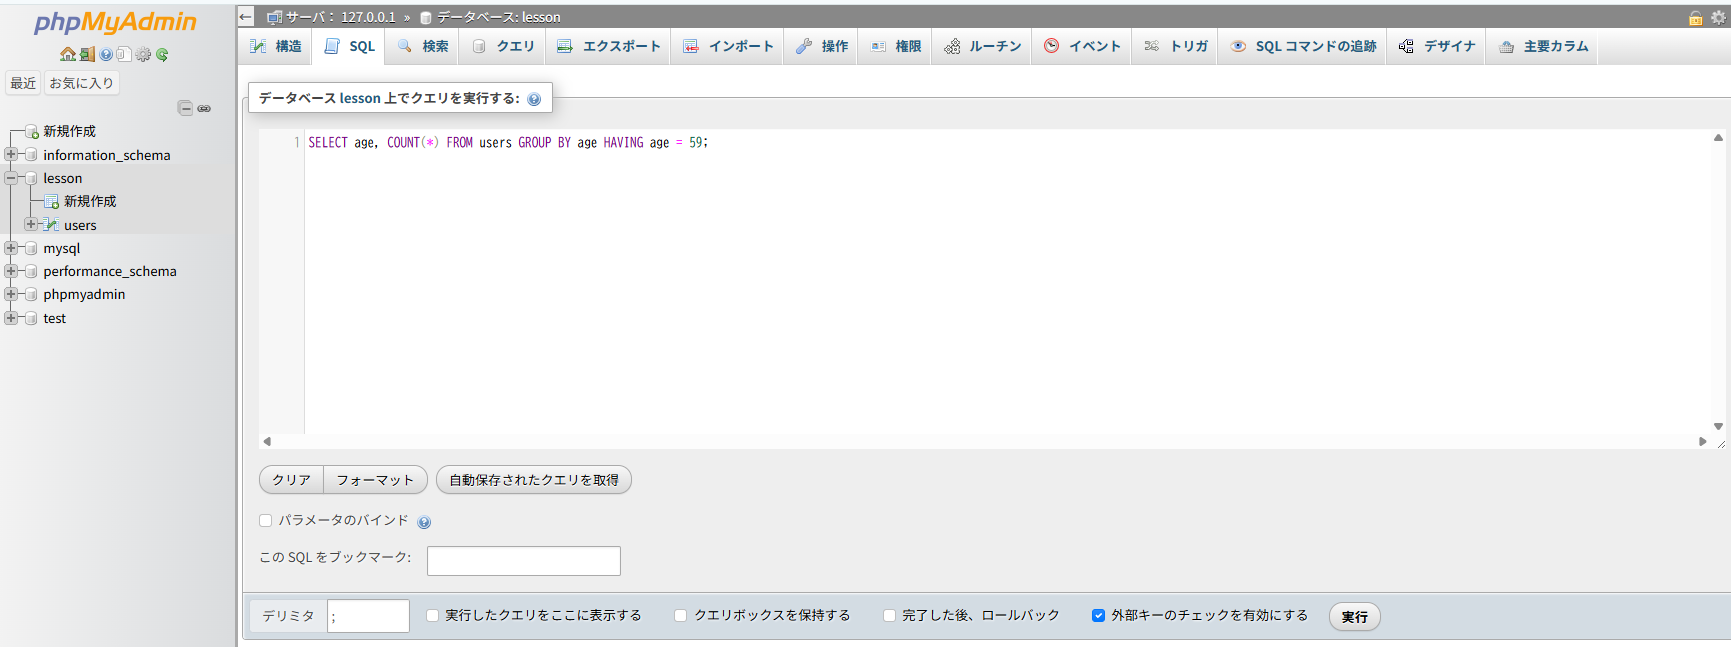 phpMyAdmin
最近 お気に入り
新規作成
information_schema
lesson
新規作成
users
mysql
performance_schema
phpmyadmin
test
サーバ: 127.0.0.1 » データベース: lesson
構造 SQL 検索 クエリ エクスポート インポート 操作 権限 ルーチン イベント トリガ SQL コマンドの追跡 デザイナ 主要カラム
データベース lesson 上でクエリを実行する:
1 SELECT age, COUNT(*) FROM users GROUP BY age HAVING age = 59;
クリア フォーマット 自動保存されたクエリを取得
パラメータのバインド
この SQL をブックマーク:
デリミタ ; 実行したクエリをここに表示する クエリボックスを保持する 完了した後、ロールバック 外部キーのチェックを有効にする 実行